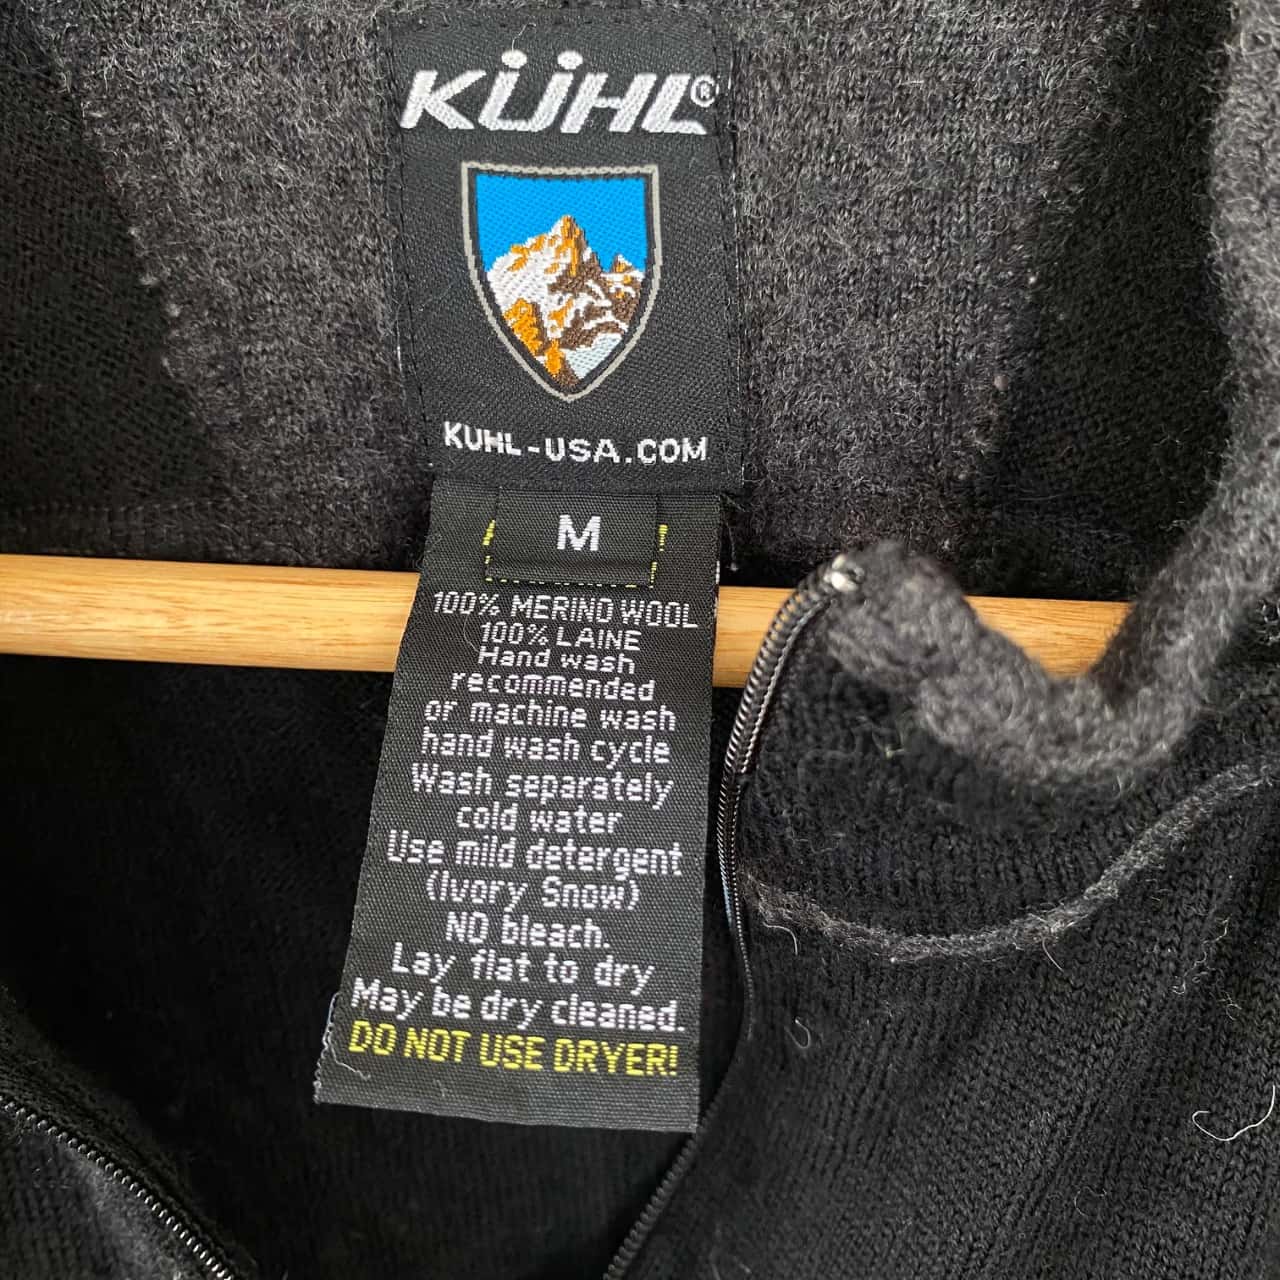 KÜHL®
KUHL-USA.COM
M
100% MERINO WOOL
100% LAINE
Hand wash
recommended
or machine wash
hand wash cycle
Wash separately
cold water
Use mild detergent
(Ivory Snow)
NO bleach.
Lay flat to dry
May be dry cleaned.
DO NOT USE DRYER!